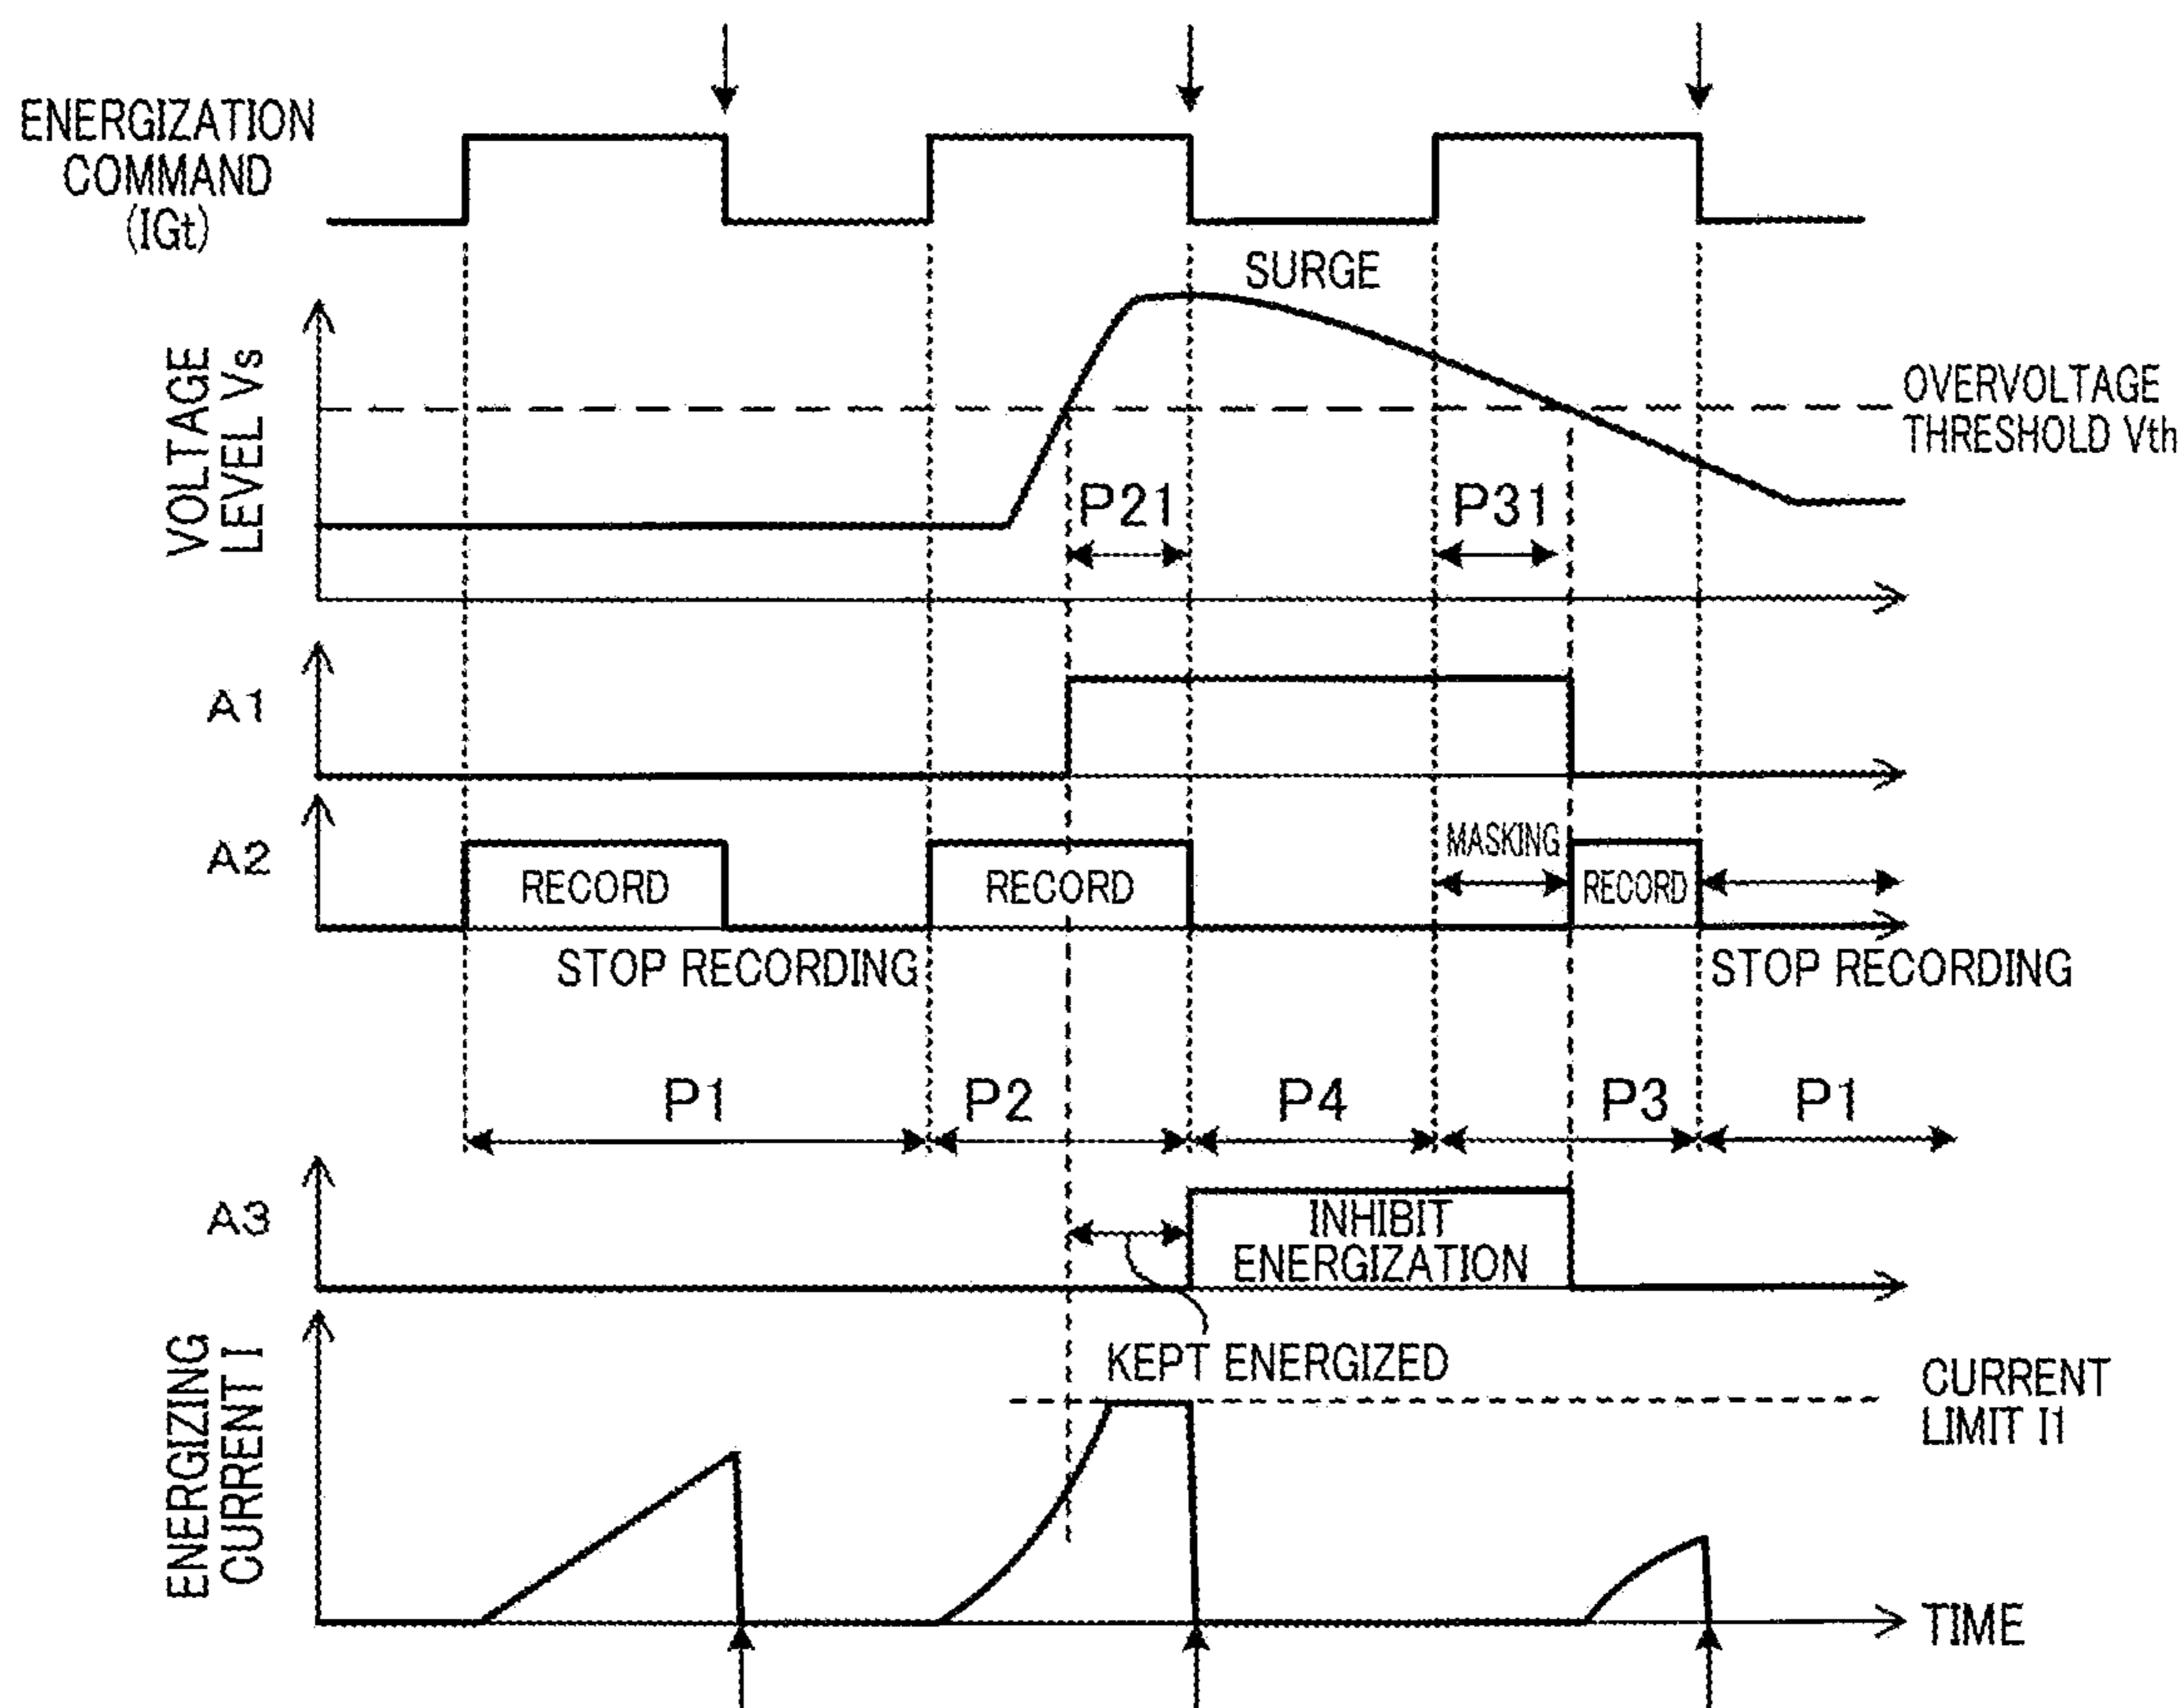 ENERGIZATION
COMMAND
(IGt)
SURGE
VOLTAGE
LEVEL Vs
OVERVOLTAGE
THRESHOLD Vth
P21
P31
A1
A2
RECORD
RECORD
MASKING
RECORD
STOP RECORDING
STOP RECORDING
P1
P2
P4
P3
P1
A3
INHIBIT
ENERGIZATION
KEPT ENERGIZED
ENERGIZING
CURRENT I
CURRENT
LIMIT I1
TIME